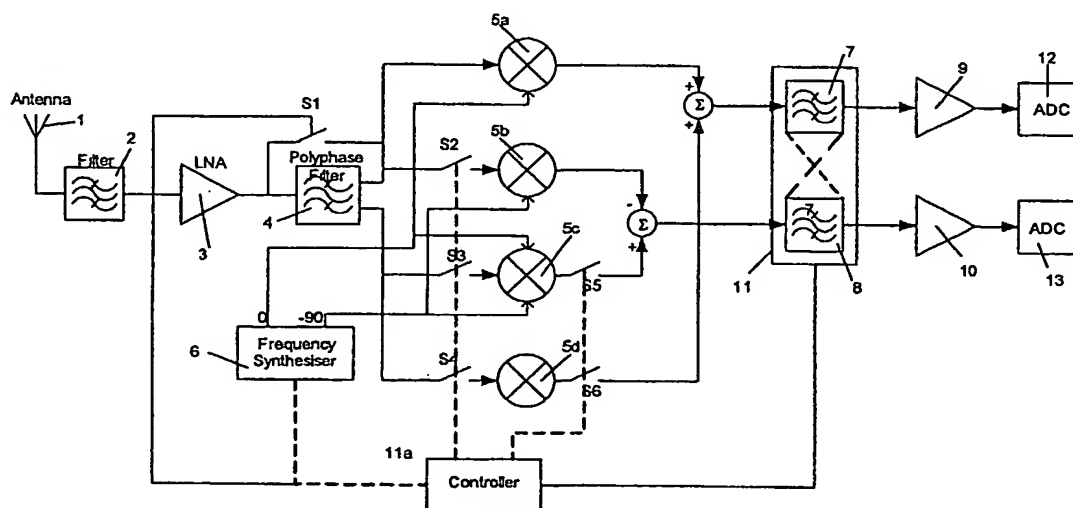 5a
7
9
12
Antenna
S1
+
Σ
ADC
1
2
S2
5b
+
Filter
LNA
Polyphase
Filter
-
3
4
7
Σ
ADC
5c
+
S3
S5
11
8
10
13
0
-90
Frequency
Synthesiser
6
S4
5d
S6
11a
Controller